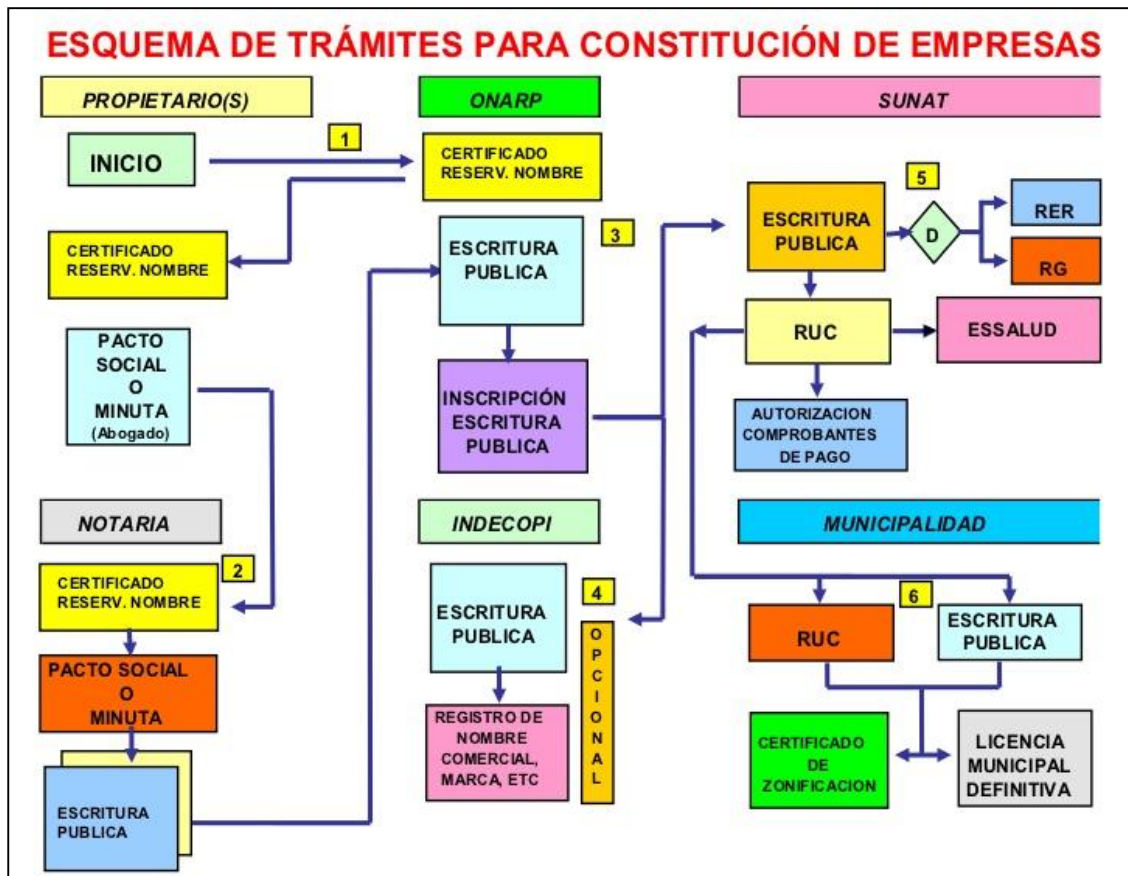 ESQUEMA DE TRÁMITES PARA CONSTITUCIÓN DE EMPRESAS
PROPIETARIO(S)
INICIO
1
CERTIFICADO
RESERV. NOMBRE
PACTO
SOCIAL
O
MINUTA
(Abogado)
NOTARIA
2
CERTIFICADO
RESERV. NOMBRE
PACTO SOCIAL
O
MINUTA
ESCRITURA
PUBLICA
ONARP
CERTIFICADO
RESERV. NOMBRE
3
ESCRITURA
PUBLICA
INSCRIPCIÓN
ESCRITURA
PUBLICA
INDECOPI
4
ESCRITURA
PUBLICA
REGISTRO DE
NOMBRE
COMERCIAL,
MARCA, ETC
O
P
C
I
O
N
A
L
SUNAT
5
ESCRITURA
PUBLICA
D
RER
RG
RUC
ESSALUD
AUTORIZACION
COMPROBANTES
DE PAGO
MUNICIPALIDAD
6
RUC
ESCRITURA
PUBLICA
CERTIFICADO
DE
ZONIFICACION
LICENCIA
MUNICIPAL
DEFINITIVA